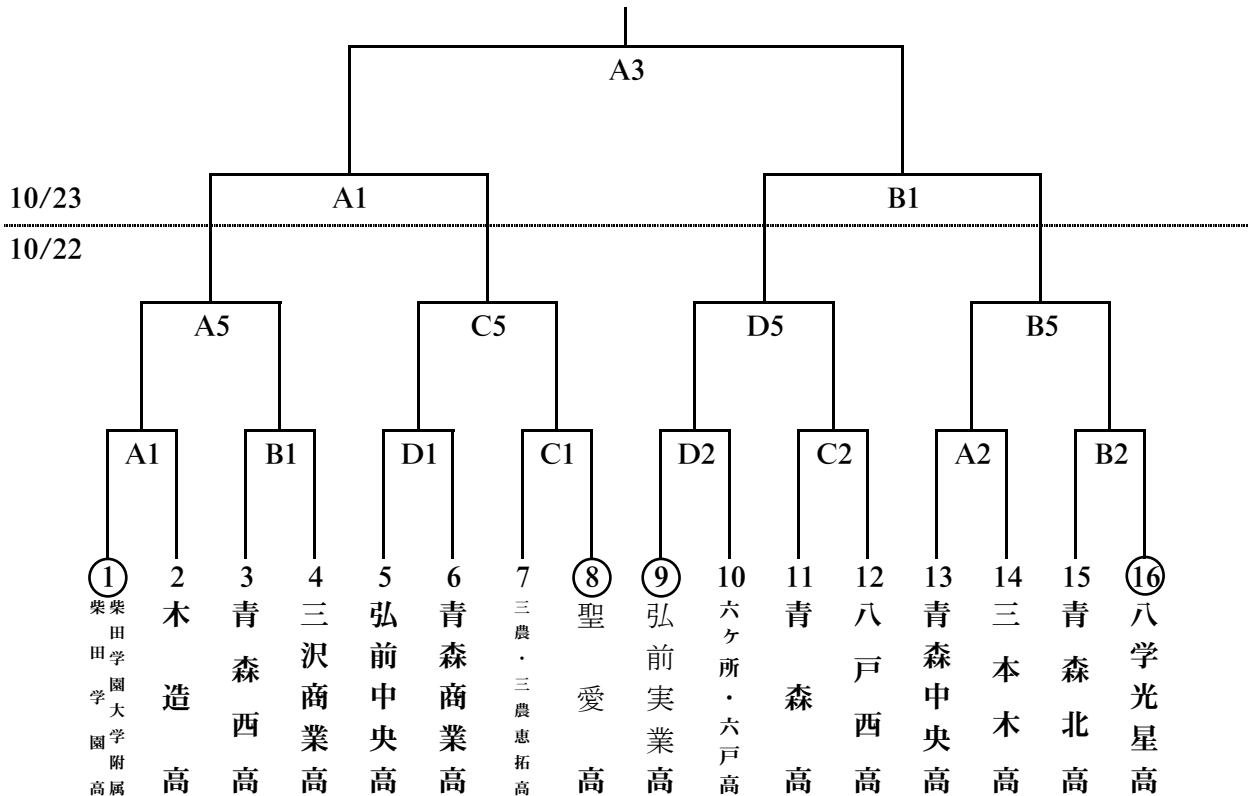 A3
10/23
A1
B1
10/22
A5
C5
D5
B5
A1
B1
D1
C1
D2
C2
A2
B2
① 2 3 4 5 6 7 ⑧ ⑨ 10 11 12 13 14 15 ⑯
柴田学園大学附属
柴田学園高
木造高
青森西高
三沢商業高
弘前中央高
青森商業高
三農・三農恵拓高
聖愛高
弘前実業高
六ケ所・六戸高
青森高
八戸西高
青森中央高
三本木高
青森北高
八学光星高